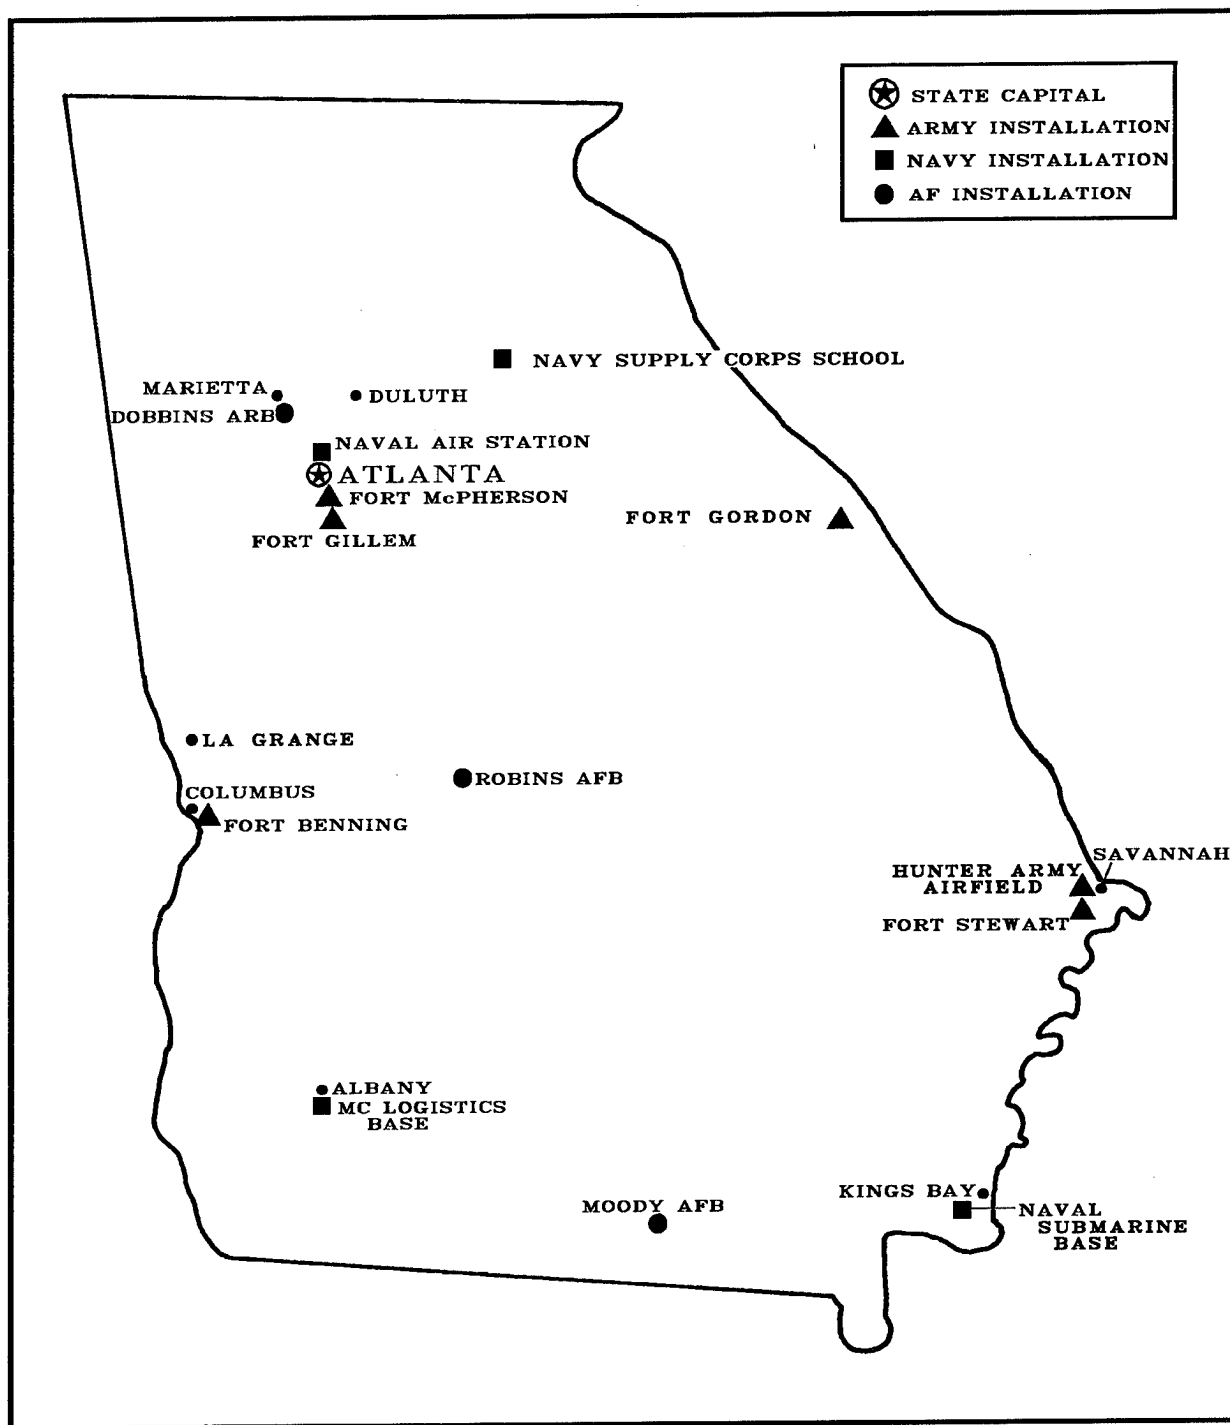 STATE CAPITAL
ARMY INSTALLATION
NAVY INSTALLATION
AF INSTALLATION
NAVY SUPPLY CORPS SCHOOL
MARIETTA
DULUTH
DOBBINS ARB
NAVAL AIR STATION
ATLANTA
FORT McPHERSON
FORT GORDON
FORT GILLEM
LA GRANGE
ROBINS AFB
COLUMBUS
FORT BENNING
SAVANNAH
HUNTER ARMY
AIRFIELD
FORT STEWART
ALBANY
MC LOGISTICS
BASE
KINGS BAY
MOODY AFB
NAVAL
SUBMARINE
BASE